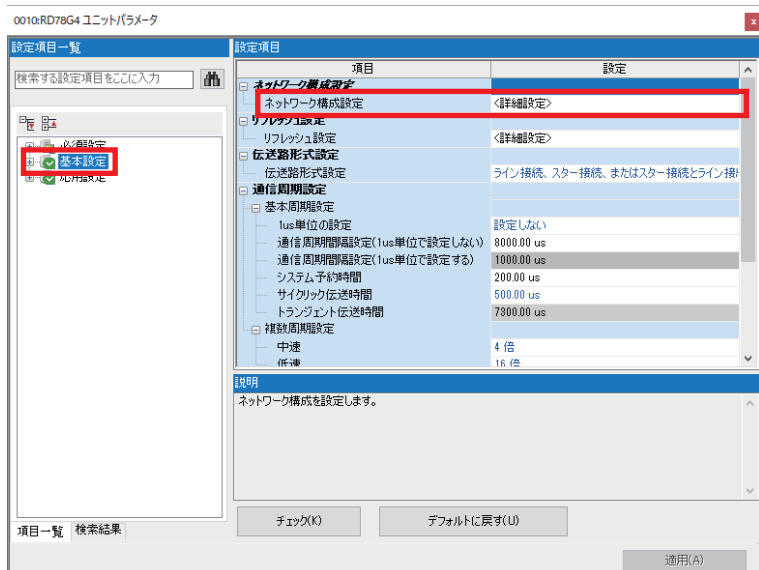 0010:RD78G4 ユニットパラメータ
x
設定項目一覧
検索する設定項目をここに入力
必須設定
基本設定
応用設定
項目一覧 検索結果
設定項目
項目 設定
ネットワーク構成設定
ネットワーク構成設定 <詳細設定>
リフレッシュ設定
リフレッシュ設定 <詳細設定>
伝送路形式設定
伝送路形式設定 ライン接続、スター接続、またはスター接続とライン接
通信周期設定
基本周期設定
1us単位の設定 設定しない
通信周期間隔設定(1us単位で設定しない) 8000.00 us
通信周期間隔設定(1us単位で設定する) 1000.00 us
システム予約時間 200.00 us
サイクリック伝送時間 500.00 us
トランジェント伝送時間 7300.00 us
複数周期設定
中速 4 倍
低速 16 倍
説明
ネットワーク構成を設定します。
チェック(K) デフォルトに戻す(U)
適用(A)